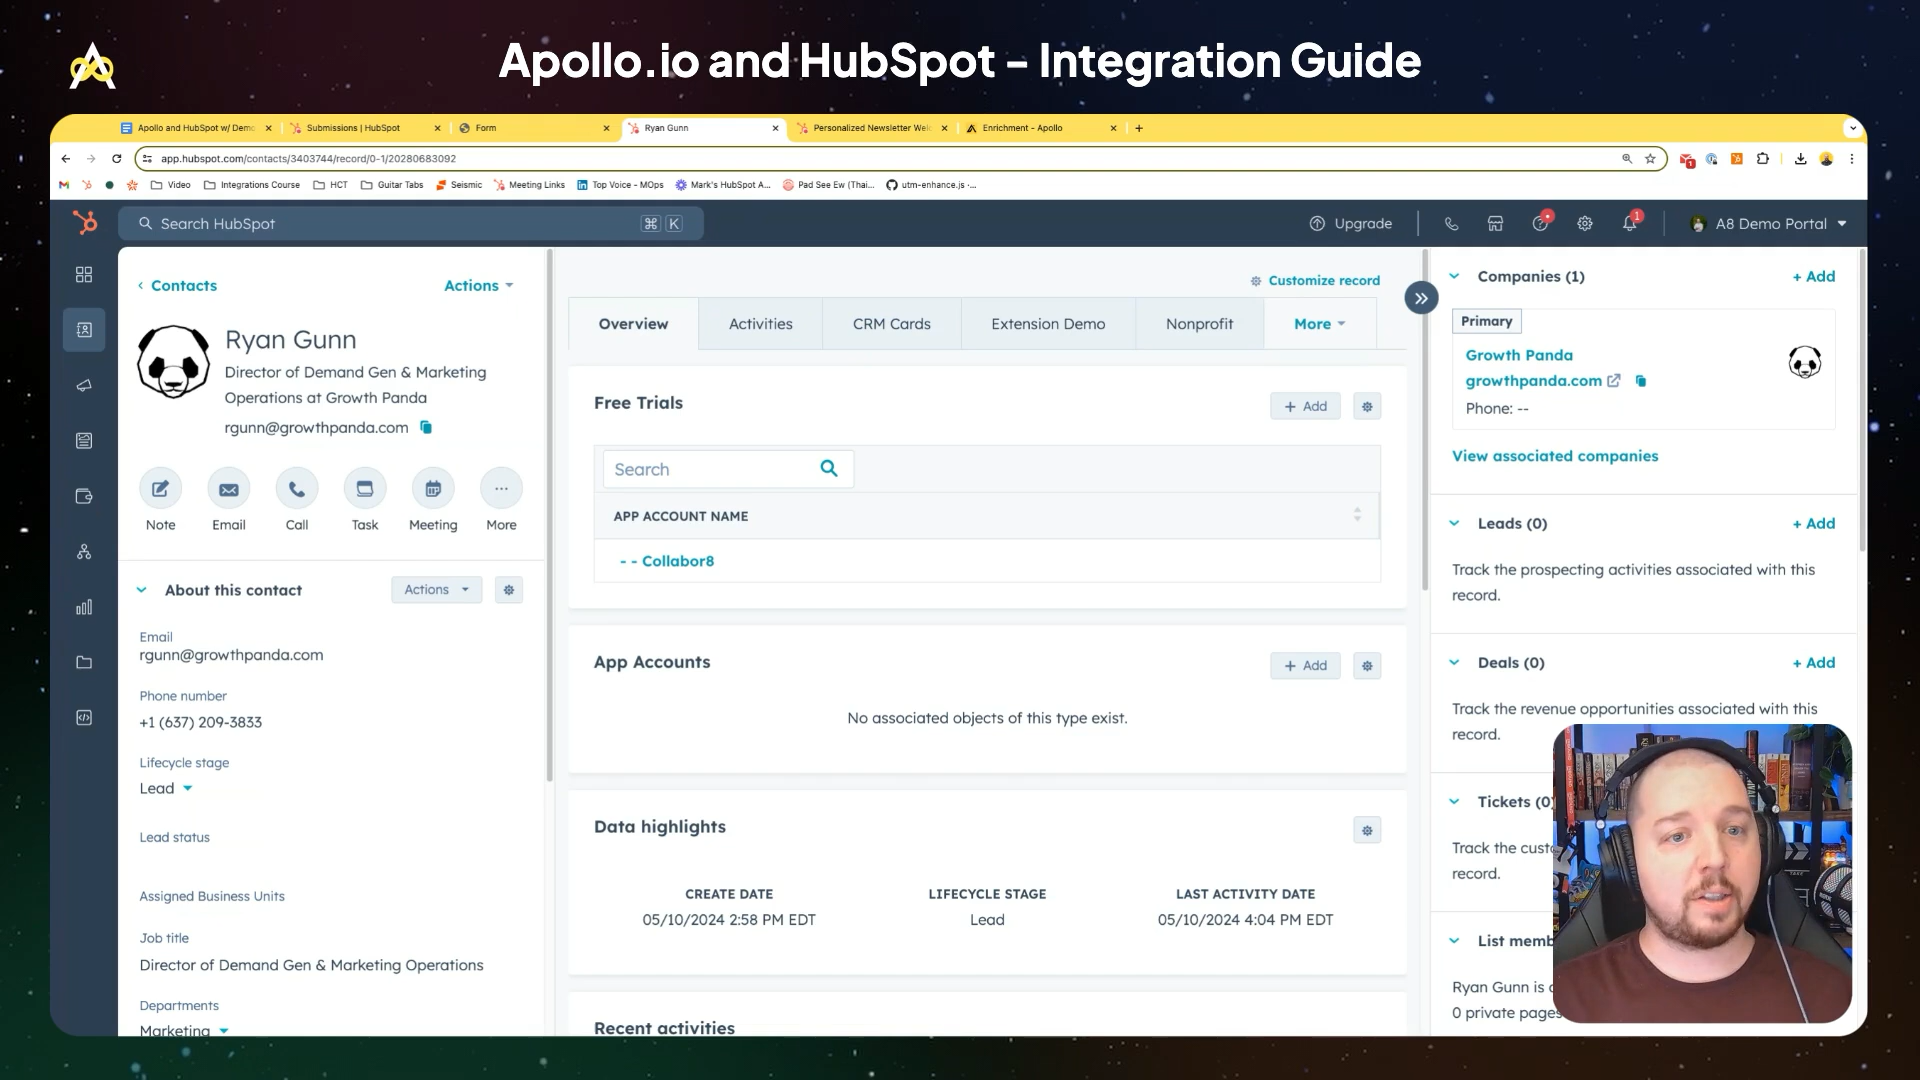 Apollo.io and HubSpot – Integration Guide
Apollo and HubSpot w/ Demo
Submissions | HubSpot
Form
Ryan Gunn
Personalized Newsletter Wel
Enrichment - Apollo
app.hubspot.com/contacts/3403744/record/0-1/20280683092
Video
Integrations Course
HCT
Guitar Tabs
Seismic
Meeting Links
Top Voice - MOps
Mark's HubSpot A...
Pad See Ew (Thai...
utm-enhance.js ·...
Search HubSpot
⌘ K
Upgrade
1
A8 Demo Portal
Contacts
Actions
Ryan Gunn
Director of Demand Gen & Marketing
Operations at Growth Panda
rgunn@growthpanda.com
Note
Email
Call
Task
Meeting
More
About this contact
Actions
Email
rgunn@growthpanda.com
Phone number
+1 (637) 209-3833
Lifecycle stage
Lead
Lead status
Assigned Business Units
Job title
Director of Demand Gen & Marketing Operations
Departments
Marketing
Customize record
Overview
Activities
CRM Cards
Extension Demo
Nonprofit
More
Free Trials
+ Add
Search
APP ACCOUNT NAME
- - Collabor8
App Accounts
+ Add
No associated objects of this type exist.
Data highlights
CREATE DATE
05/10/2024 2:58 PM EDT
LIFECYCLE STAGE
Lead
LAST ACTIVITY DATE
05/10/2024 4:04 PM EDT
Recent activities
Companies (1)
+ Add
Primary
Growth Panda
growthpanda.com
Phone: --
View associated companies
Leads (0)
+ Add
Track the prospecting activities associated with this
record.
Deals (0)
+ Add
Track the revenue opportunities associated with this
record.
Tickets (0)
Track the custo
record.
List memb
Ryan Gunn is
0 private pages